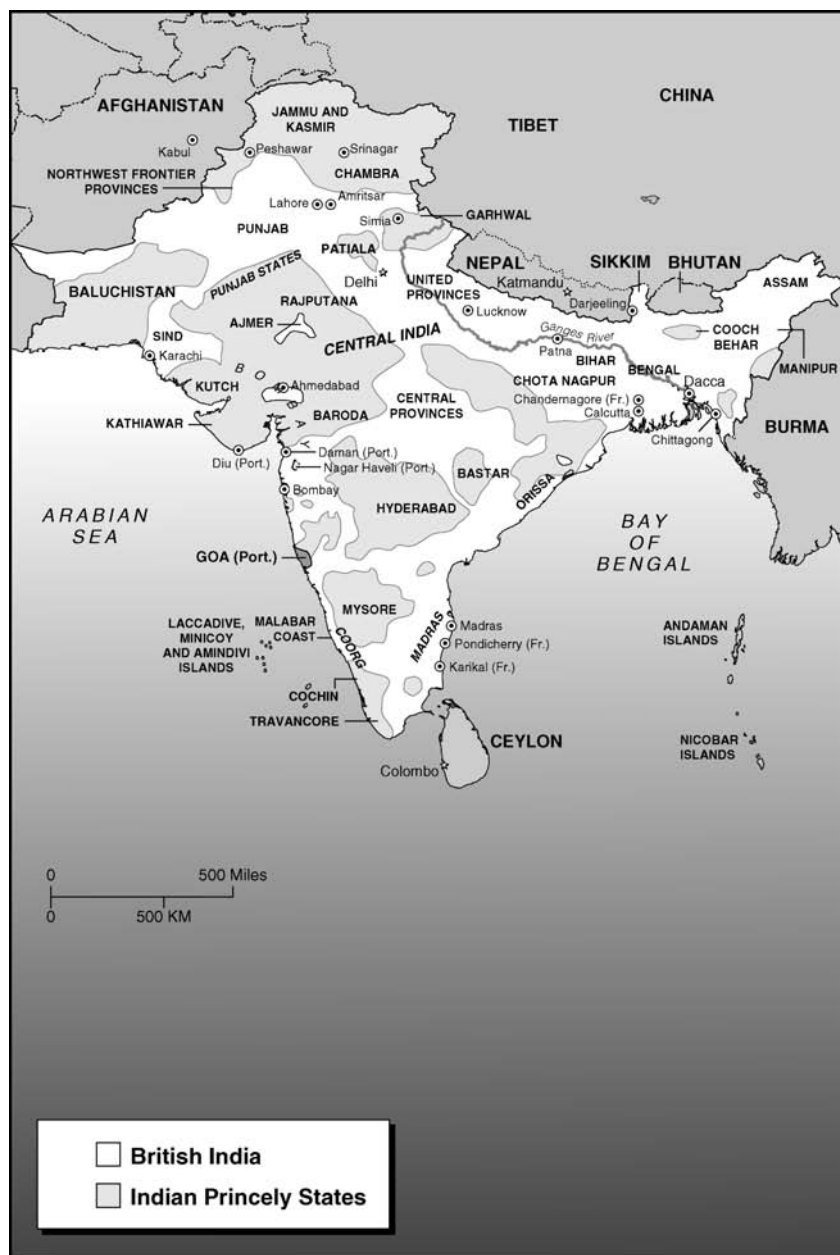 AFGHANISTAN
CHINA
TIBET
JAMMU AND
KASMIR
Kabul
Peshawar
Srinagar
NORTHWEST FRONTIER
PROVINCES
CHAMBRA
Lahore
Amritsar
Simia
GARHWAL
PUNJAB
PATIALA
Delhi
NEPAL
SIKKIM
BHUTAN
Katmandu
Darjeeling
ASSAM
BALUCHISTAN
PUNJAB STATES
RAJPUTANA
UNITED
PROVINCES
Lucknow
AJMER
CENTRAL INDIA
SIND
Karachi
Ganges River
Patna
BIHAR
COOCH
BEHAR
MANIPUR
BENGAL
KUTCH
B O
Ahmedabad
CHOTA NAGPUR
Dacca
CENTRAL
PROVINCES
Chandernagore (Fr.)
Calcutta
KATHIAWAR
BARODA
A
Y
Chittagong
BURMA
Diu (Port.)
Daman (Port.)
Nagar Haveli (Port.)
BASTAR
ORISSA
Bombay
HYDERABAD
ARABIAN
SEA
BAY
OF
BENGAL
GOA (Port.)
MYSORE
LACCADIVE,
MINICOY
AND AMINDIVI
ISLANDS
MALABAR
COAST
COORG
MADRAS
Madras
Pondicherry (Fr.)
Karikal (Fr.)
ANDAMAN
ISLANDS
COCHIN
TRAVANCORE
CEYLON
Colombo
NICOBAR
ISLANDS
0 500 Miles
0 500 KM
British India
Indian Princely States